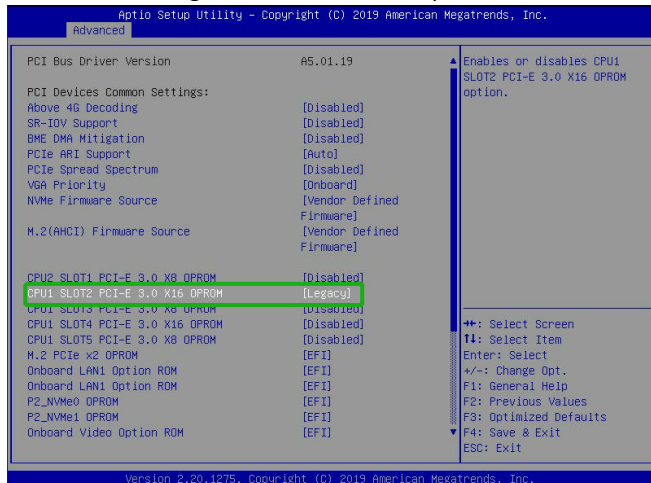 Aptio Setup Utility – Copyright (C) 2019 American Megatrends, Inc.
Advanced
PCI Bus Driver Version A5.01.19
PCI Devices Common Settings:
Above 4G Decoding [Disabled]
SR-IOV Support [Disabled]
BME DMA Mitigation [Disabled]
PCIe ARI Support [Auto]
PCIe Spread Spectrum [Disabled]
VGA Priority [Onboard]
NVMe Firmware Source [Vendor Defined
Firmware]
M.2(AHCI) Firmware Source [Vendor Defined
Firmware]
CPU2 SLOT1 PCI-E 3.0 X8 OPROM [Disabled]
CPU1 SLOT2 PCI-E 3.0 X16 OPROM [Legacy]
CPU1 SLOT3 PCI-E 3.0 X8 OPROM [Disabled]
CPU1 SLOT4 PCI-E 3.0 X16 OPROM [Disabled]
CPU1 SLOT5 PCI-E 3.0 X8 OPROM [Disabled]
M.2 PCIe x2 OPROM [EFI]
Onboard LAN1 Option ROM [EFI]
Onboard LAN1 Option ROM [EFI]
P2_NVMe0 OPROM [EFI]
P2_NVMe1 OPROM [EFI]
Onboard Video Option ROM [EFI]
Enables or disables CPU1
SLOT2 PCI-E 3.0 X16 OPROM
option.
→←: Select Screen
↑↓: Select Item
Enter: Select
+/-: Change Opt.
F1: General Help
F2: Previous Values
F3: Optimized Defaults
F4: Save & Exit
ESC: Exit
Version 2.20.1275. Copyright (C) 2019 American Megatrends, Inc.